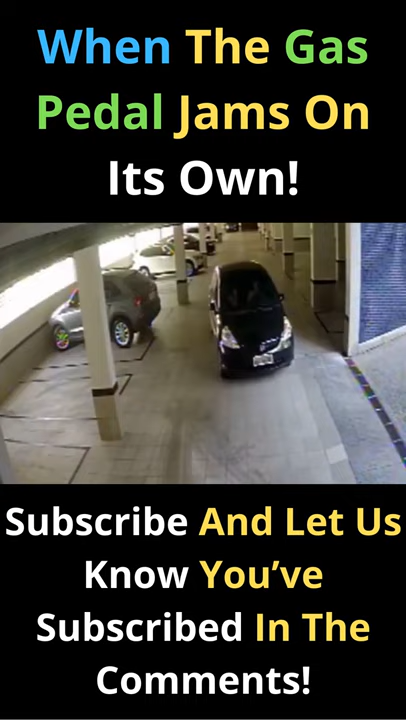 When The Gas
Pedal Jams On
Its Own!
Subscribe And Let Us
Know You’ve
Subscribed In The
Comments!